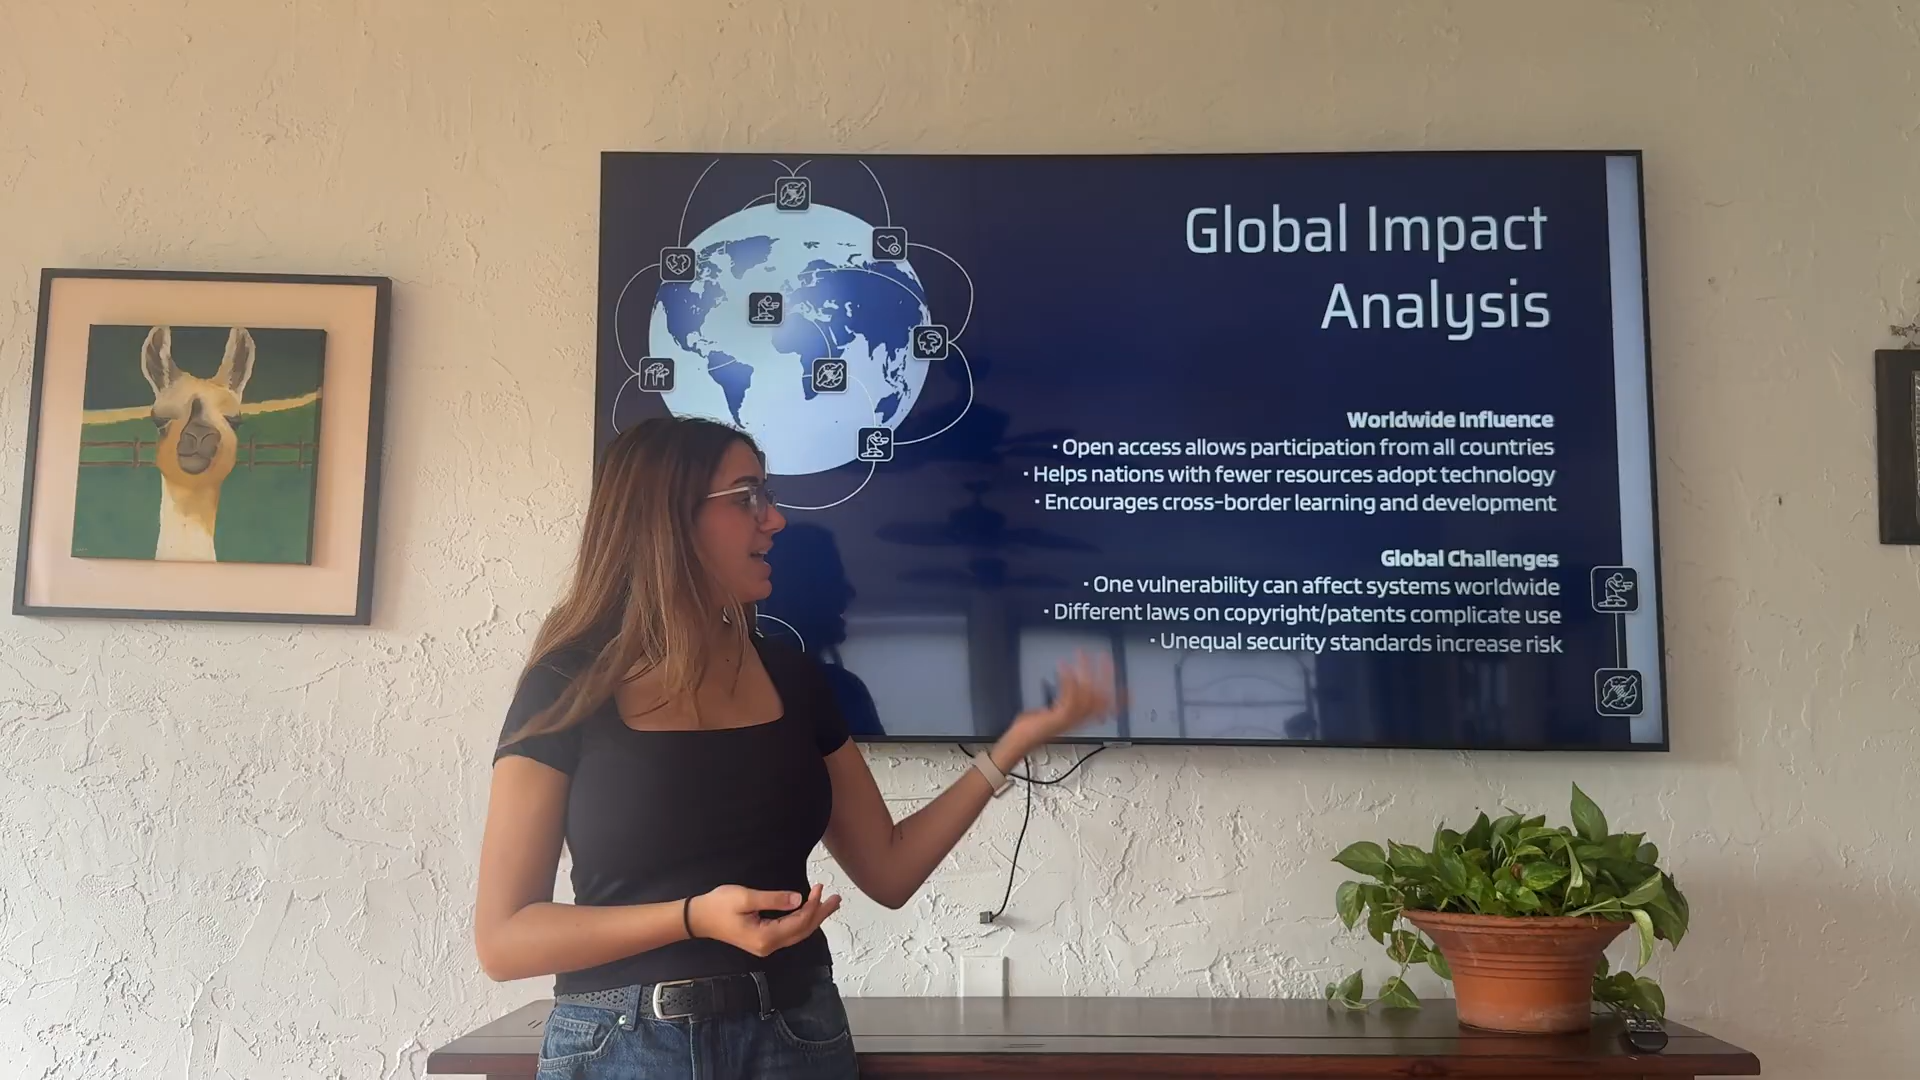 Global Impact
Analysis
Worldwide Influence
· Open access allows participation from all countries
· Helps nations with fewer resources adopt technology
· Encourages cross-border learning and development
Global Challenges
· One vulnerability can affect systems worldwide
· Different laws on copyright/patents complicate use
· Unequal security standards increase risk